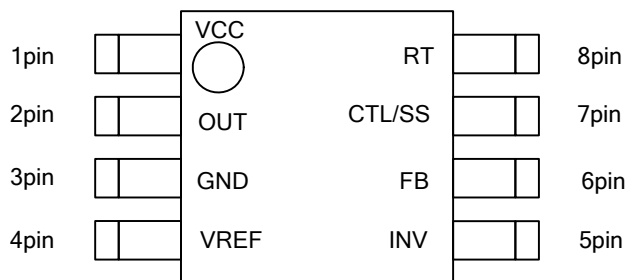 VCC
1pin RT 8pin
2pin OUT CTL/SS 7pin
3pin GND FB 6pin
4pin VREF INV 5pin